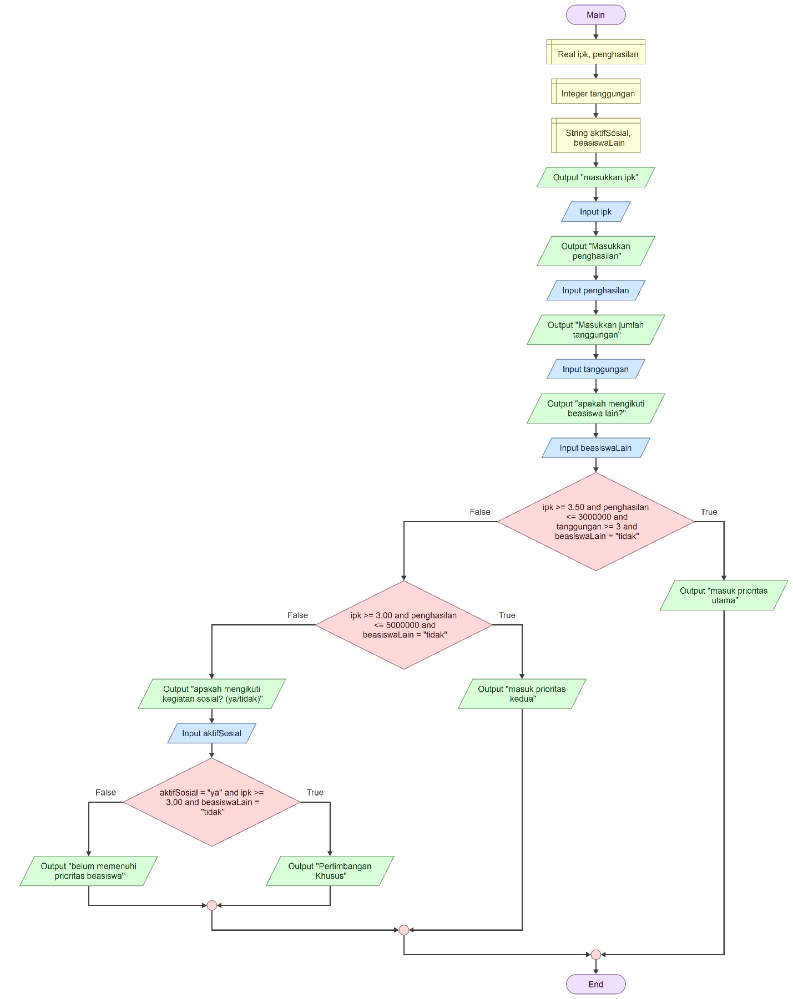 Main
Real ipk, penghasilan
Integer tanggungan
String aktifSosial,
beasiswaLain
Output "masukkan ipk"
Input ipk
Output "Masukkan
penghasilan"
Input penghasilan
Output "Masukkan jumlah
tanggungan"
Input tanggungan
Output "apakah mengikuti
beasiswa lain?"
Input beasiswaLain
ipk >= 3.50 and penghasilan
<= 3000000 and
tanggungan >= 3 and
beasiswaLain = "tidak"
False
True
Output "masuk prioritas
utama"
ipk >= 3.00 and penghasilan
<= 5000000 and
beasiswaLain = "tidak"
False
True
Output "apakah mengikuti
kegiatan sosial? (ya/tidak)"
Output "masuk prioritas
kedua"
Input aktifSosial
aktifSosial = "ya" and ipk >=
3.00 and beasiswaLain =
"tidak"
False
True
Output "belum memenuhi
prioritas beasiswa"
Output "Pertimbangan
Khusus"
End